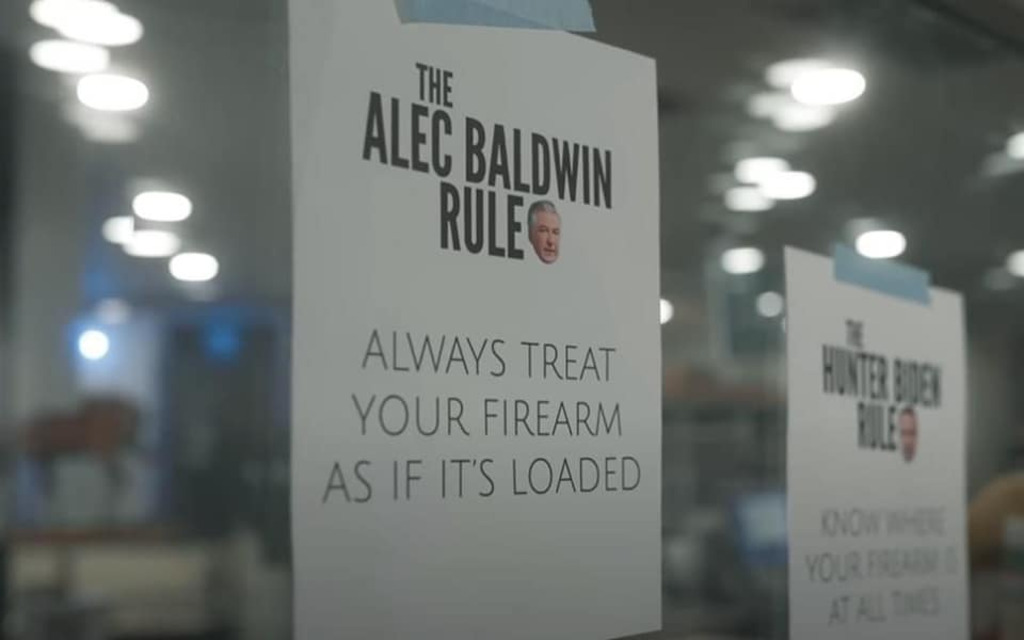 THE
ALEC BALDWIN
RULE
ALWAYS TREAT
YOUR FIREARM
AS IF IT'S LOADED
THE
HUNTER BIDEN
RULE
KNOW WHERE
YOUR FIREARM IS
AT ALL TIMES